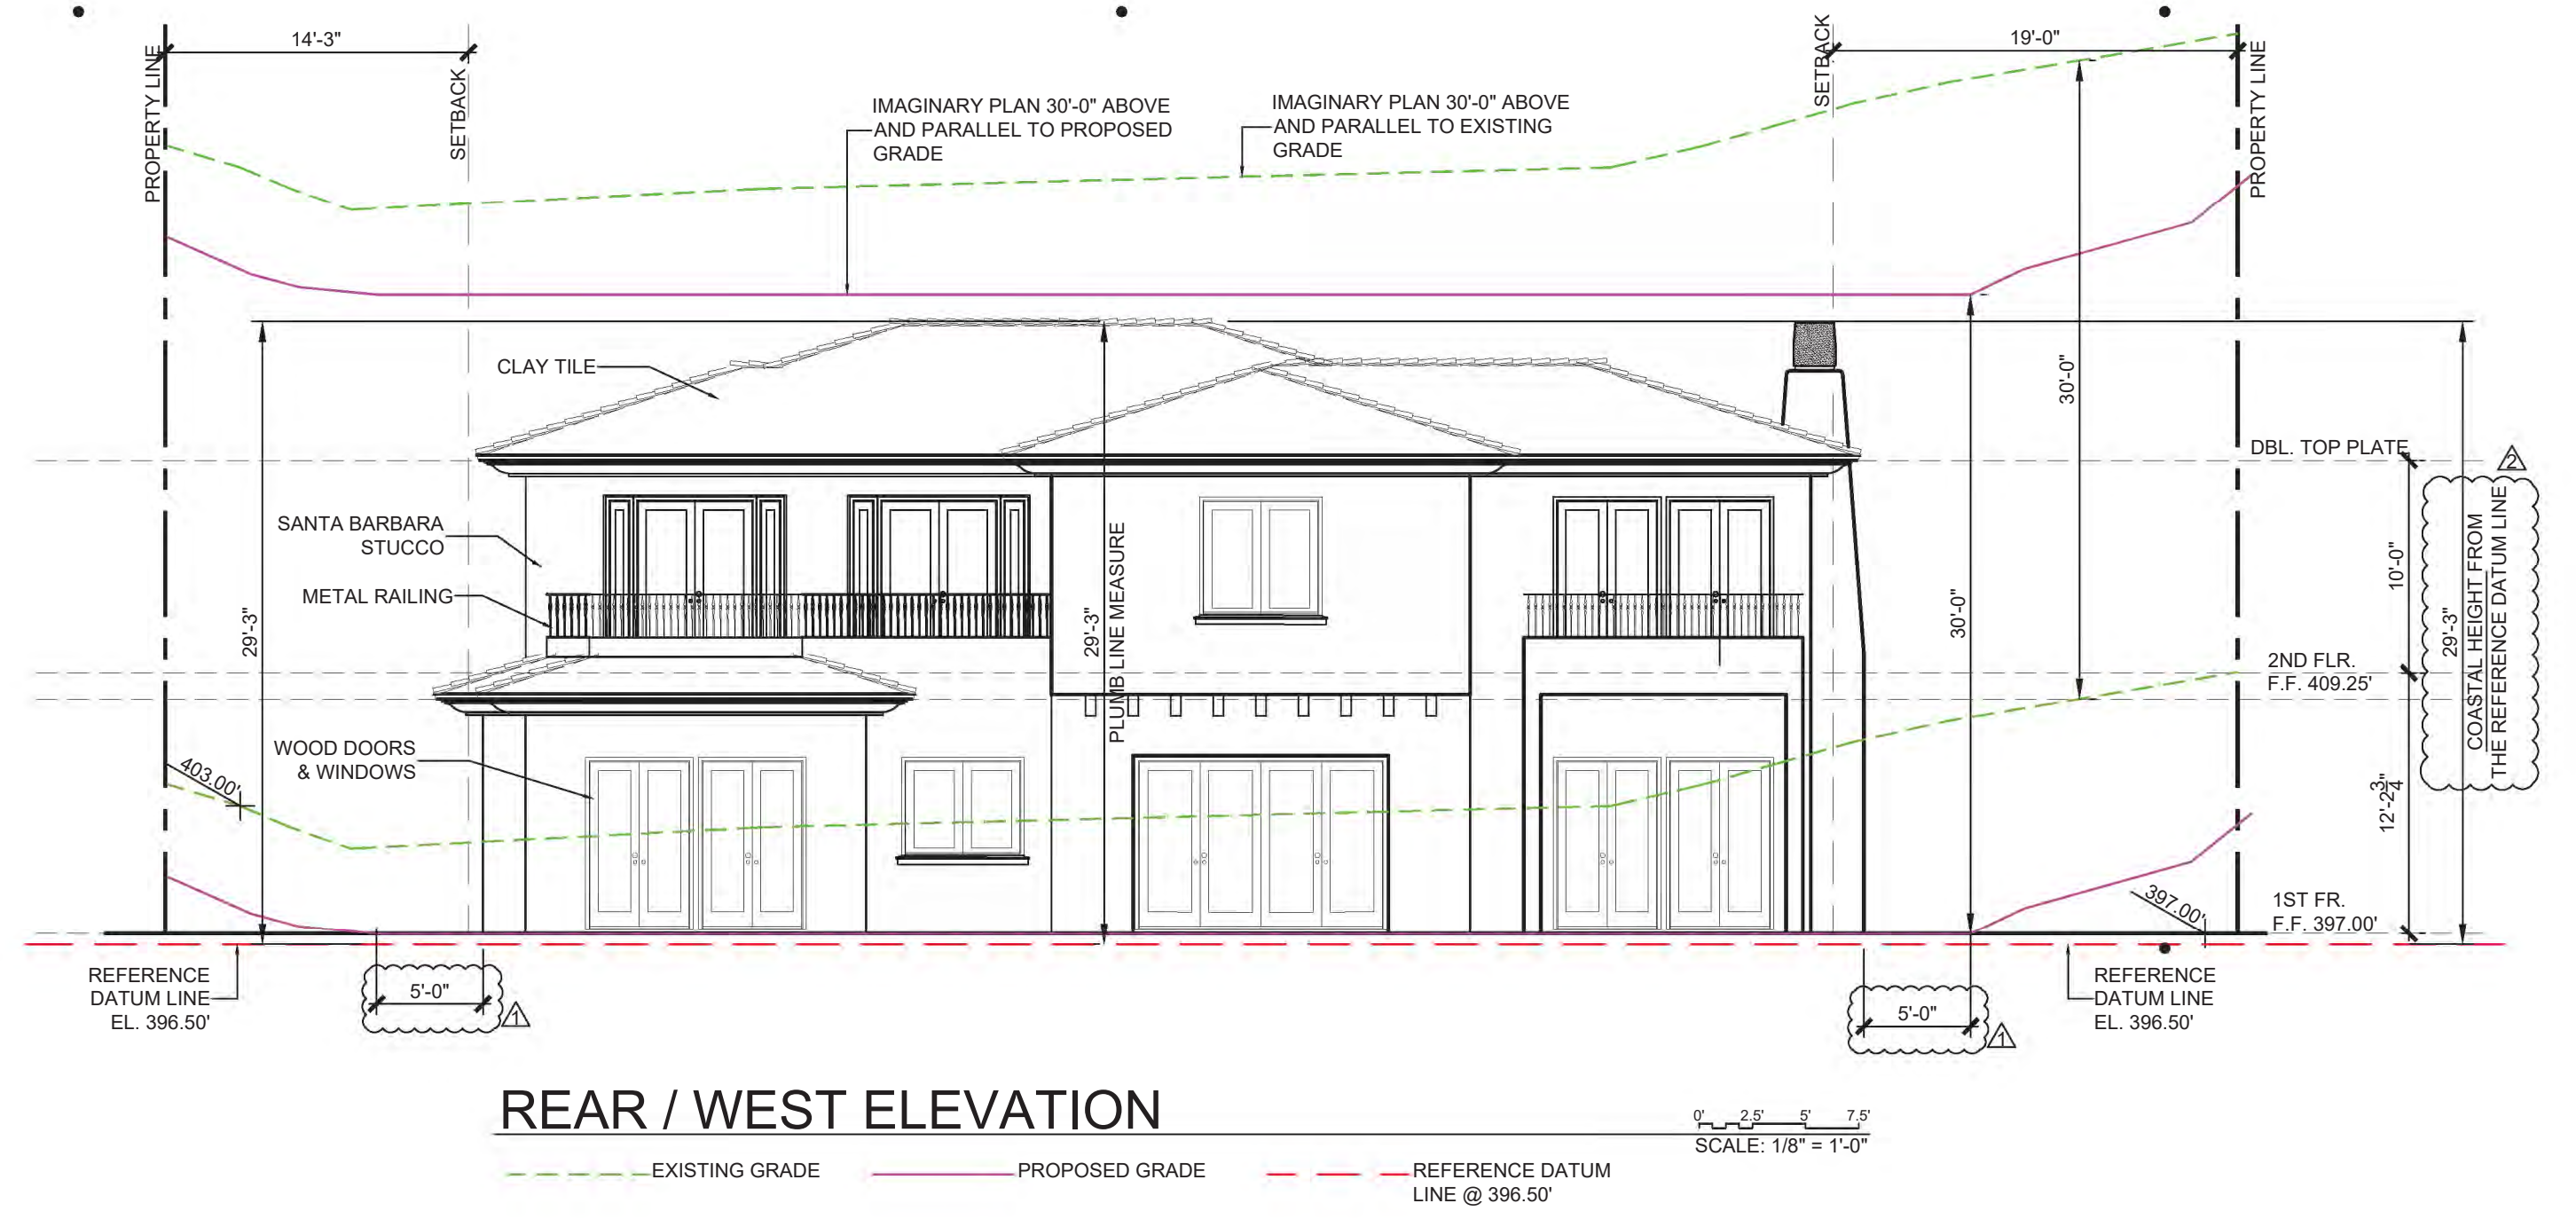 14'-3"
19'-0"
PROPERTY LINE
SETBACK
SETBACK
PROPERTY LINE
IMAGINARY PLAN 30'-0" ABOVE
AND PARALLEL TO PROPOSED
GRADE
IMAGINARY PLAN 30'-0" ABOVE
AND PARALLEL TO EXISTING
GRADE
CLAY TILE
30'-0"
DBL. TOP PLATE
2
SANTA BARBARA
STUCCO
METAL RAILING
29'-3"
29'-3"
PLUMB LINE MEASURE
30'-0"
10'-0"
29'-3"
COASTAL HEIGHT FROM
THE REFERENCE DATUM LINE
2ND FLR.
F.F. 409.25'
WOOD DOORS
& WINDOWS
403.00'
12'-2 3/4"
397.00'
1ST FR.
F.F. 397.00'
REFERENCE
DATUM LINE
EL. 396.50'
5'-0"
1
5'-0"
1
REFERENCE
DATUM LINE
EL. 396.50'
REAR / WEST ELEVATION
0' 2.5' 5' 7.5'
SCALE: 1/8" = 1'-0"
EXISTING GRADE
PROPOSED GRADE
REFERENCE DATUM
LINE @ 396.50'